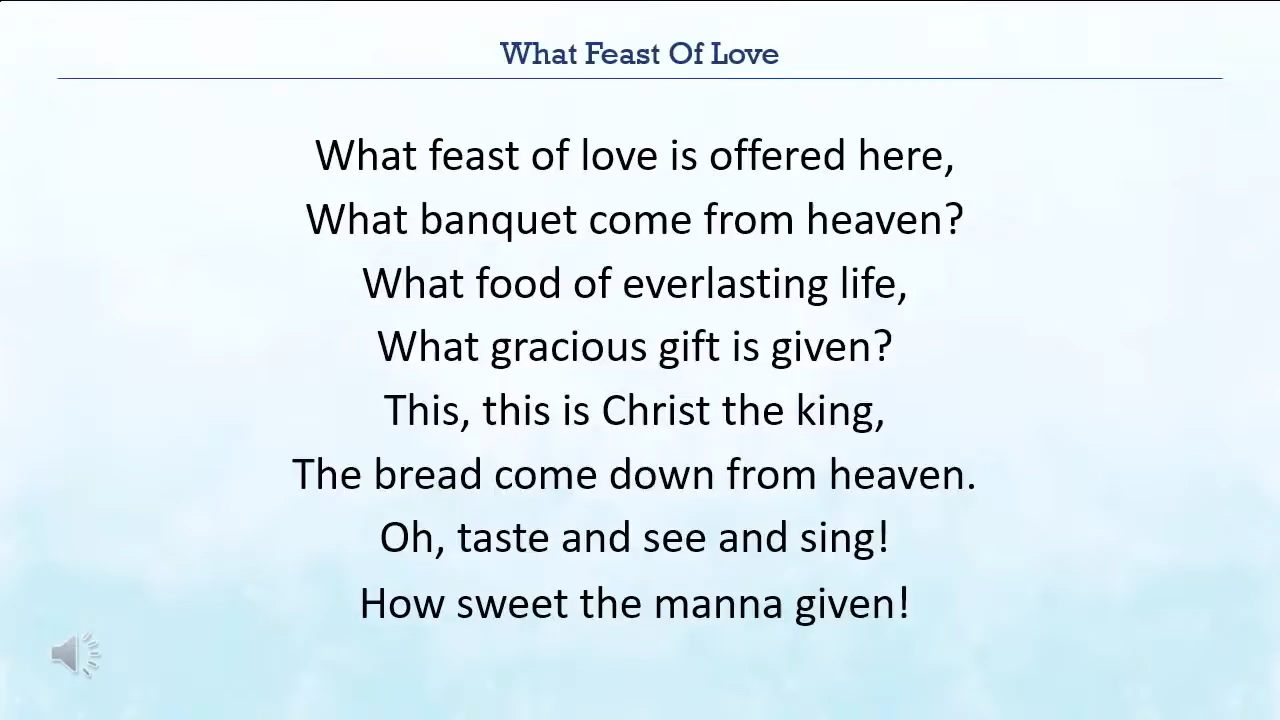 What Feast Of Love
What feast of love is offered here,
What banquet come from heaven?
What food of everlasting life,
What gracious gift is given?
This, this is Christ the king,
The bread come down from heaven.
Oh, taste and see and sing!
How sweet the manna given!